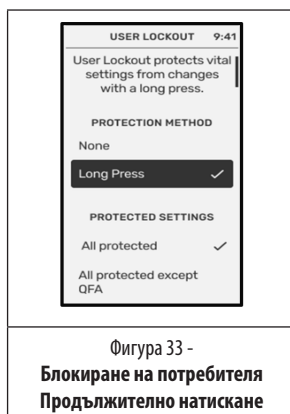 USER LOCKOUT 9:41
User Lockout protects vital
settings from changes
with a long press.
PROTECTION METHOD
None
Long Press
PROTECTED SETTINGS
All protected
All protected except
QFA
Фигура 33 -
Блокиране на потребителя
Продължително натискане